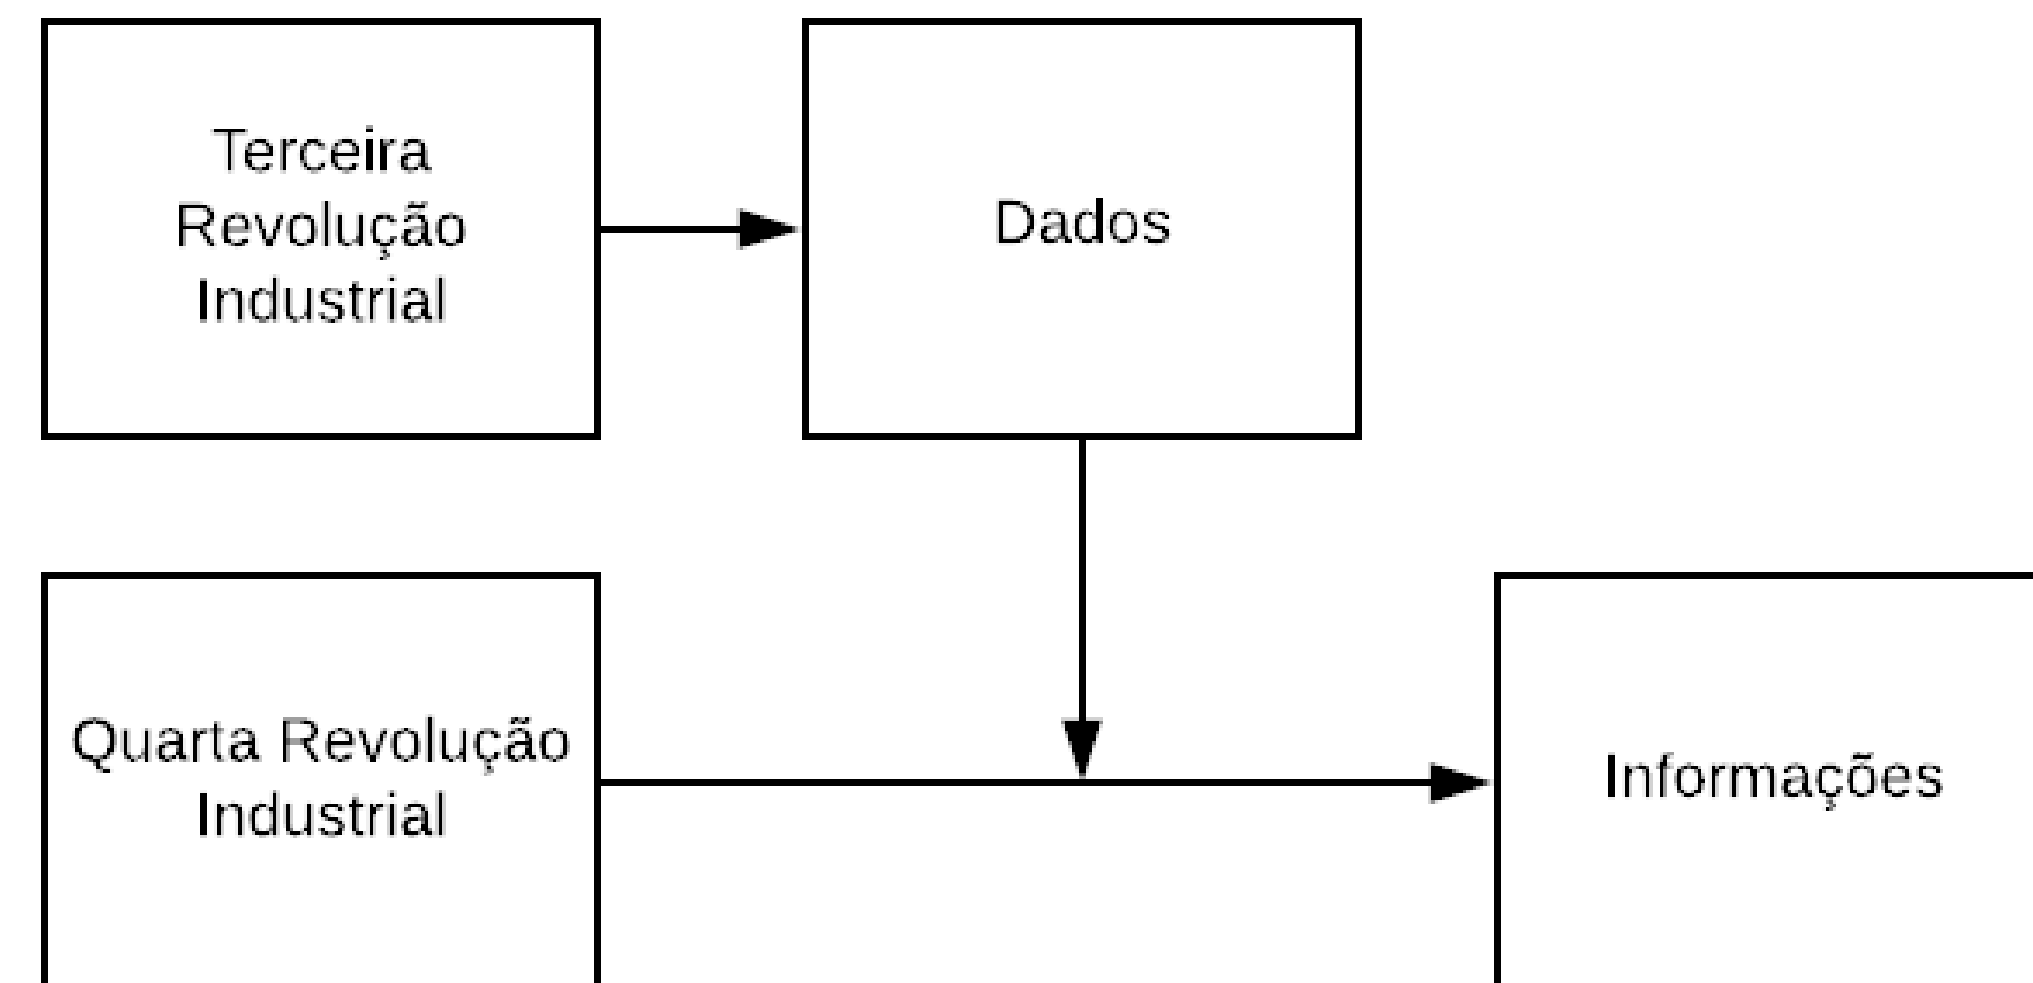 Terceira
Revolução
Industrial
Dados
Quarta Revolução
Industrial
Informações